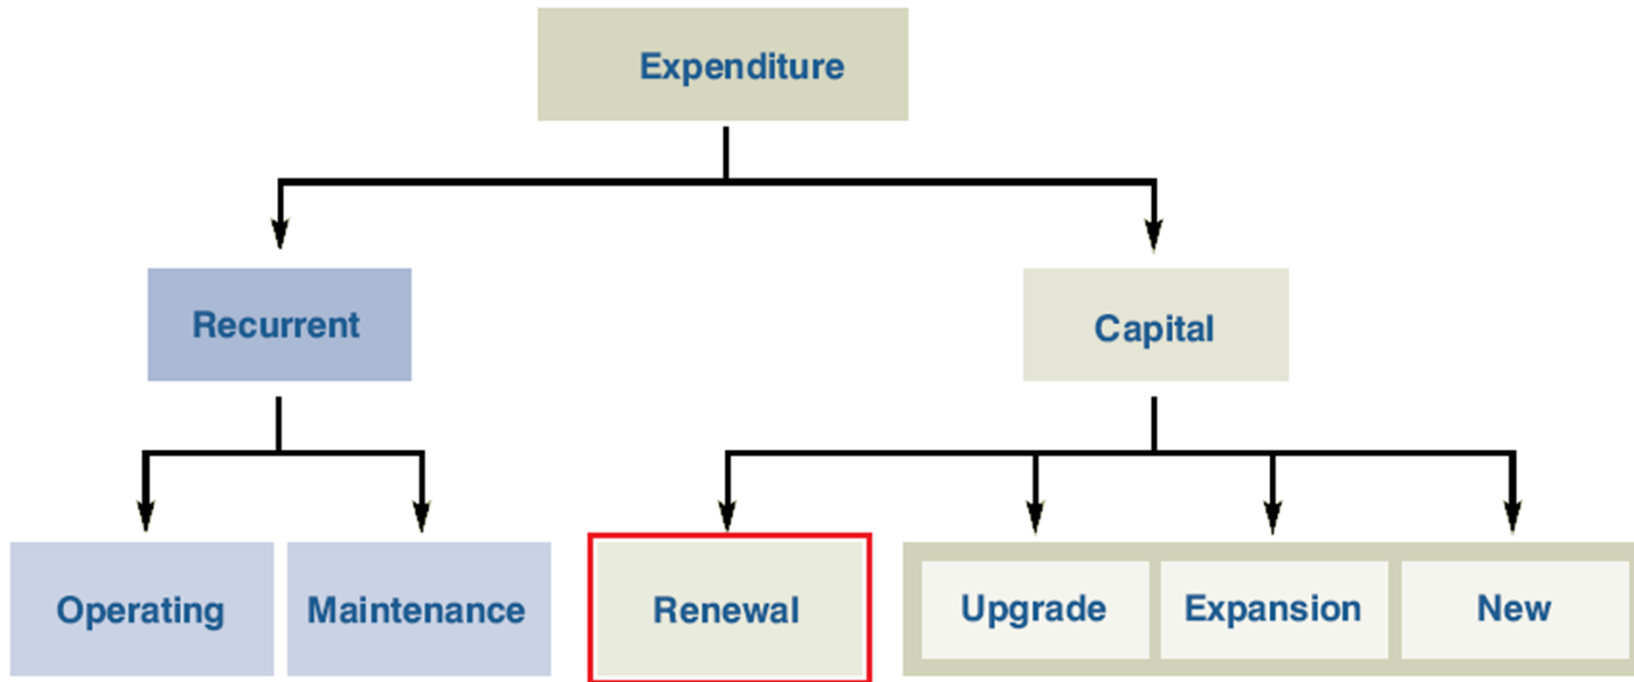 Expenditure
Recurrent
Capital
Operating
Maintenance
Renewal
Upgrade
Expansion
New